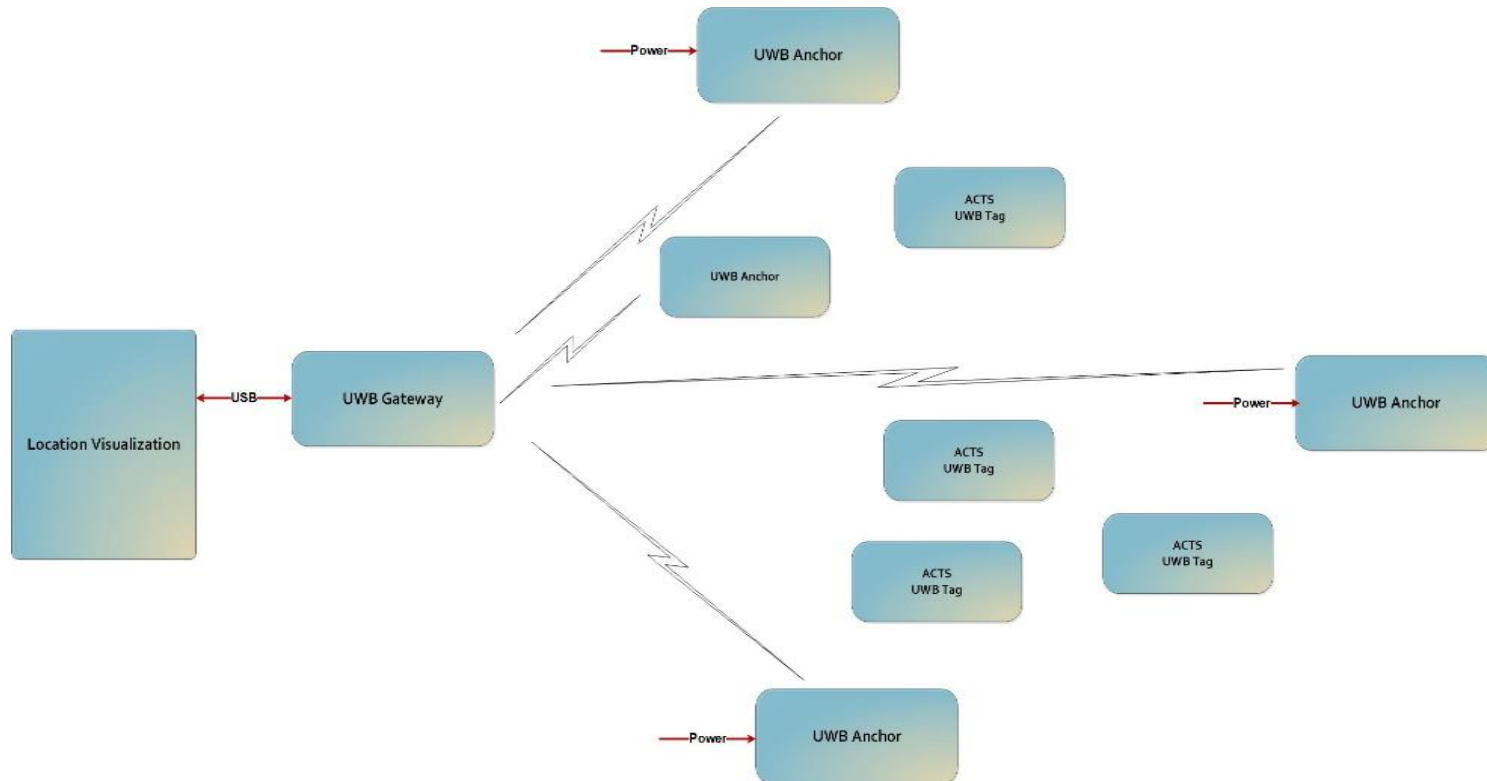 Power
UWB Anchor
ACTS
UWB Tag
UWB Anchor
Location Visualization
USB
UWB Gateway
Power
UWB Anchor
ACTS
UWB Tag
ACTS
UWB Tag
ACTS
UWB Tag
Power
UWB Anchor